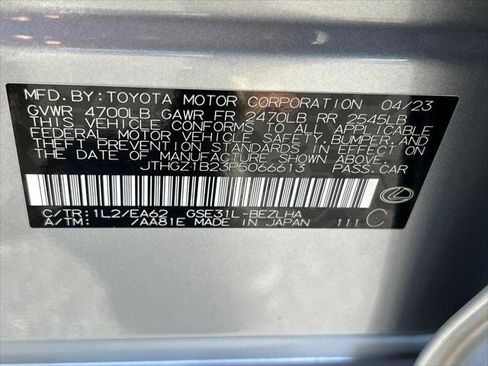 MFD. BY: TOYOTA MOTOR CORPORATION 04/23
GVWR 4700LB GAWR FR 2470LB RR 2545LB
THIS VEHICLE CONFORMS TO ALL APPLICABLE
FEDERAL MOTOR VEHICLE SAFETY, BUMPER, AND
THEFT PREVENTION STANDARDS IN EFFECT ON
THE DATE OF MANUFACTURE SHOWN ABOVE.
JTHGZ1B23P5066613 PASS. CAR
C/TR: 1L2/EA62 GSE31L-BEZLHA
A/TM: /AA81E MADE IN JAPAN 111 C